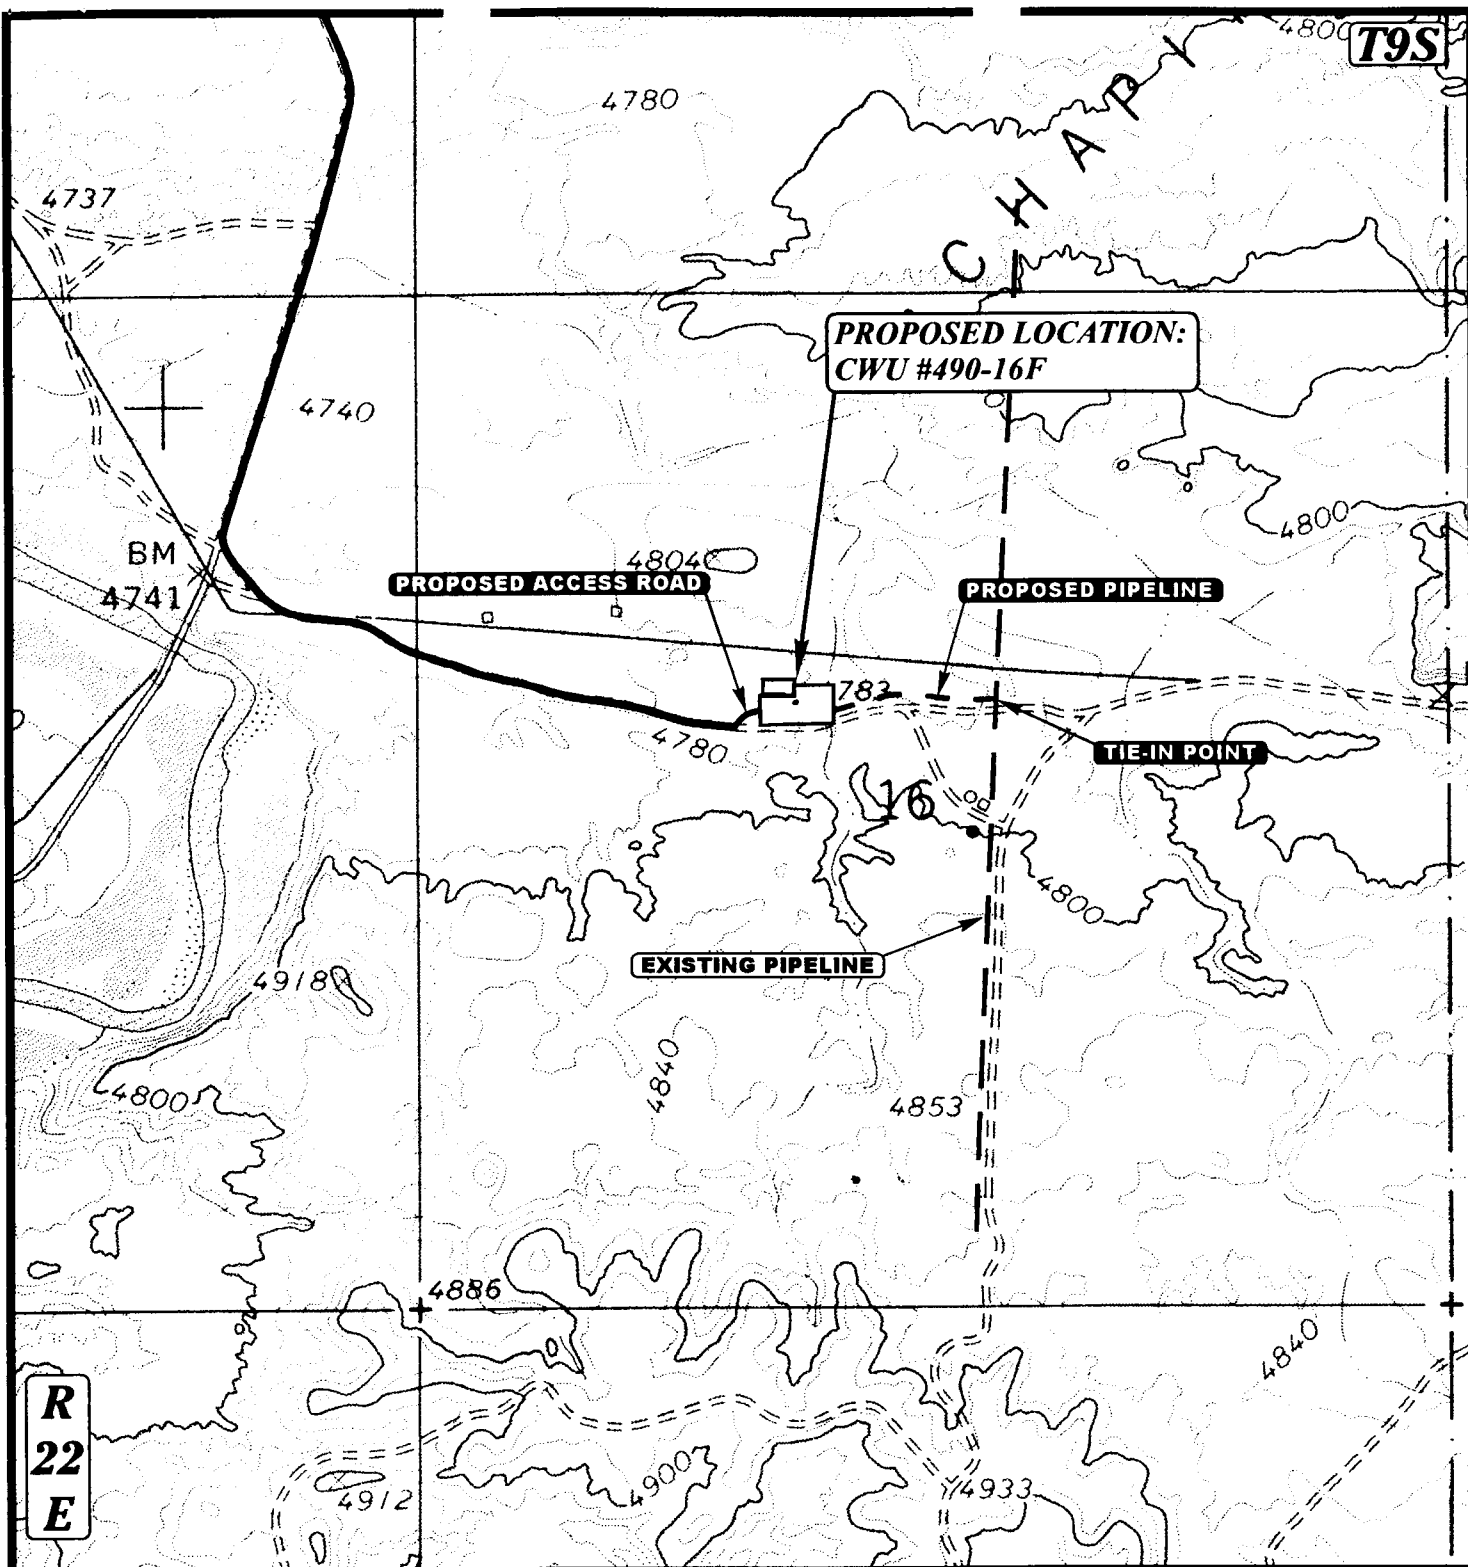 4800
T9S
4780
CHAPI
4737
PROPOSED LOCATION:
CWU #490-16F
4740
4800
BM
4741
4804
PROPOSED ACCESS ROAD
PROPOSED PIPELINE
783
4780
TIE-IN POINT
16
4800
EXISTING PIPELINE
4918
4840
4800
4853
4886
4840
R
22
E
4900
4912
4933